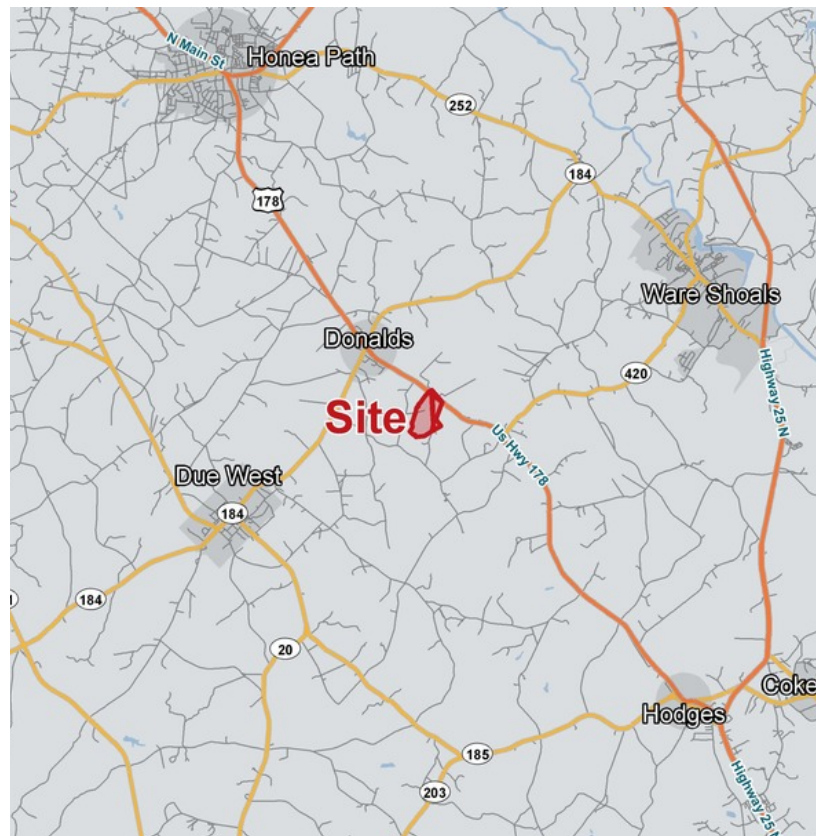 N Main St
Honea Path
252
184
178
Ware Shoals
Donalds
420
Highway 25 N
Site
Us Hwy 178
Due West
184
184
20
Coke
Hodges
185
203
Highway 25 N